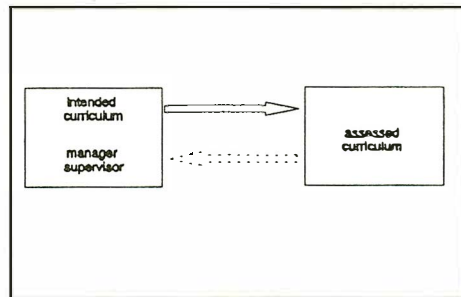 intended
curriculum
manager
supervisor
assessed
curriculum